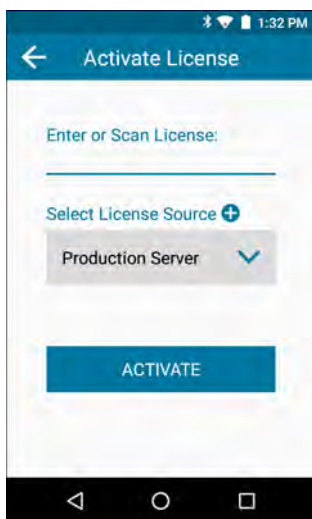 1:32 PM
Activate License
Enter or Scan License:
Select License Source
Production Server
ACTIVATE